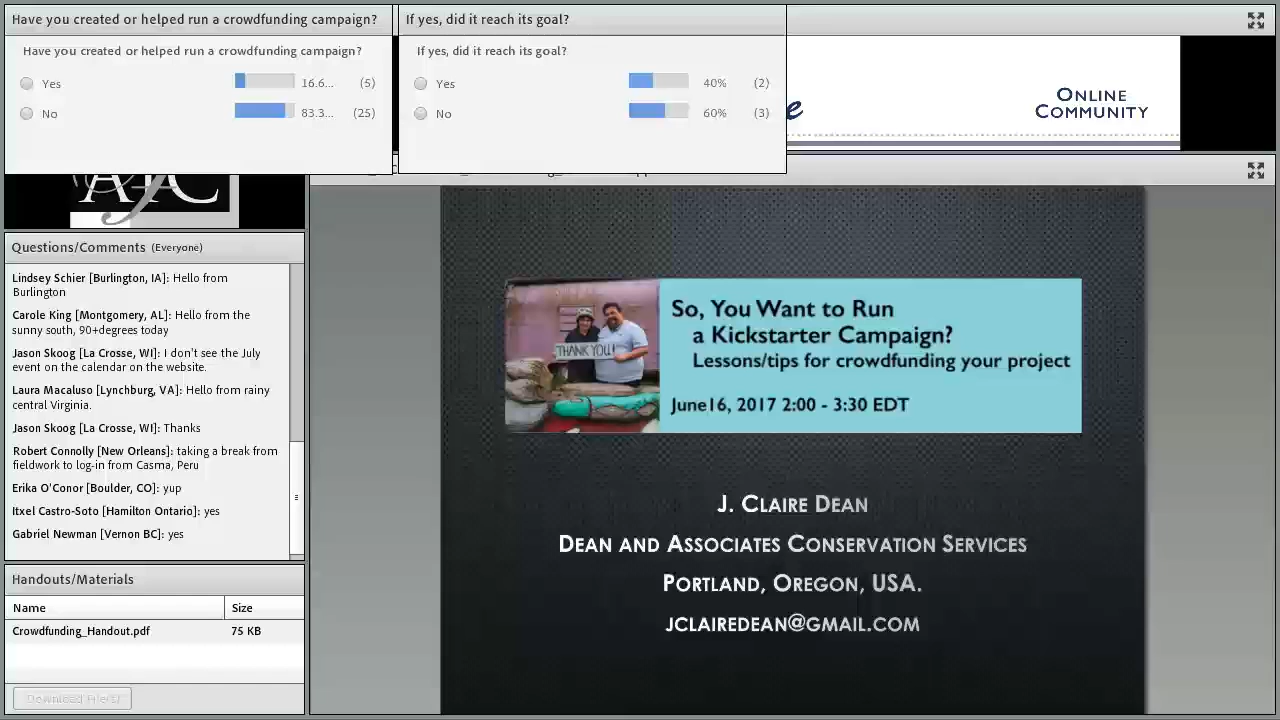 Have you created or helped run a crowdfunding campaign?
Have you created or helped run a crowdfunding campaign?
Yes 16.6... (5)
No 83.3... (25)
If yes, did it reach its goal?
If yes, did it reach its goal?
Yes 40% (2)
No 60% (3)
ONLINE
COMMUNITY
AIC
Questions/Comments (Everyone)
Lindsey Schier [Burlington, IA]: Hello from
Burlington
Carole King [Montgomery, AL]: Hello from the
sunny south, 90+degrees today
Jason Skoog [La Crosse, WI]: I don't see the July
event on the calendar on the website.
Laura Macaluso [Lynchburg, VA]: Hello from rainy
central Virginia.
Jason Skoog [La Crosse, WI]: Thanks
Robert Connolly [New Orleans]: taking a break from
fieldwork to log-in from Casma, Peru
Erika O'Conor [Boulder, CO]: yup
Itxel Castro-Soto [Hamilton Ontario]: yes
Gabriel Newman [Vernon BC]: yes
Handouts/Materials
Name Size
Crowdfunding_Handout.pdf 75 KB
Download File(s)
THANK YOU!
So, You Want to Run
a Kickstarter Campaign?
Lessons/tips for crowdfunding your project
June16, 2017 2:00 - 3:30 EDT
J. CLAIRE DEAN
DEAN AND ASSOCIATES CONSERVATION SERVICES
PORTLAND, OREGON, USA.
JCLAIREDEAN@GMAIL.COM